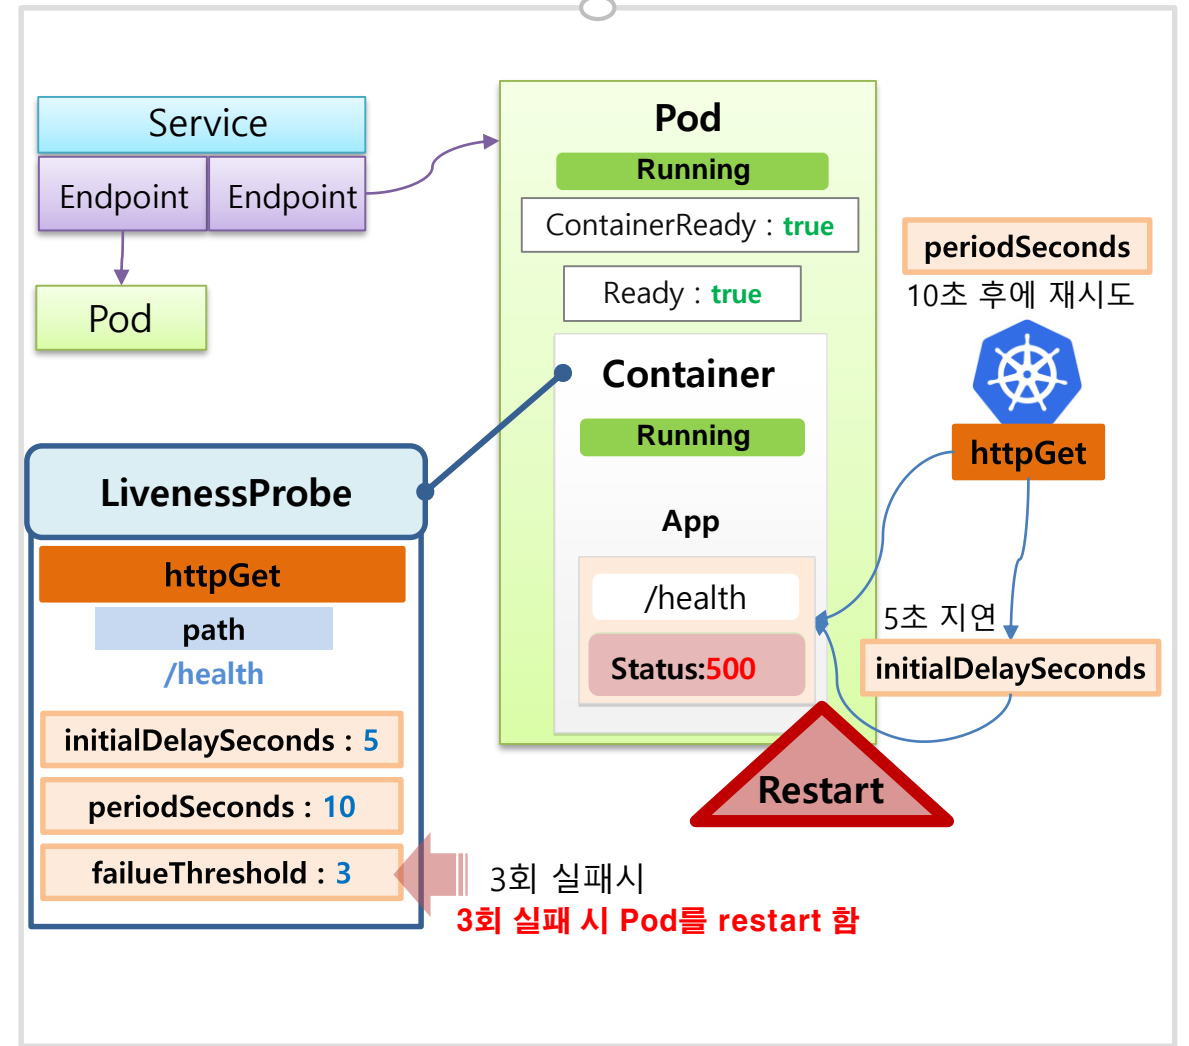 Service
Endpoint
Endpoint
Pod
Pod
Running
ContainerReady : true
Ready : true
Container
Running
App
/health
Status:500
Restart
periodSeconds
10초 후에 재시도
httpGet
5초 지연
initialDelaySeconds
LivenessProbe
httpGet
path
/health
initialDelaySeconds : 5
periodSeconds : 10
failueThreshold : 3
3회 실패시
3회 실패 시 Pod를 restart 함